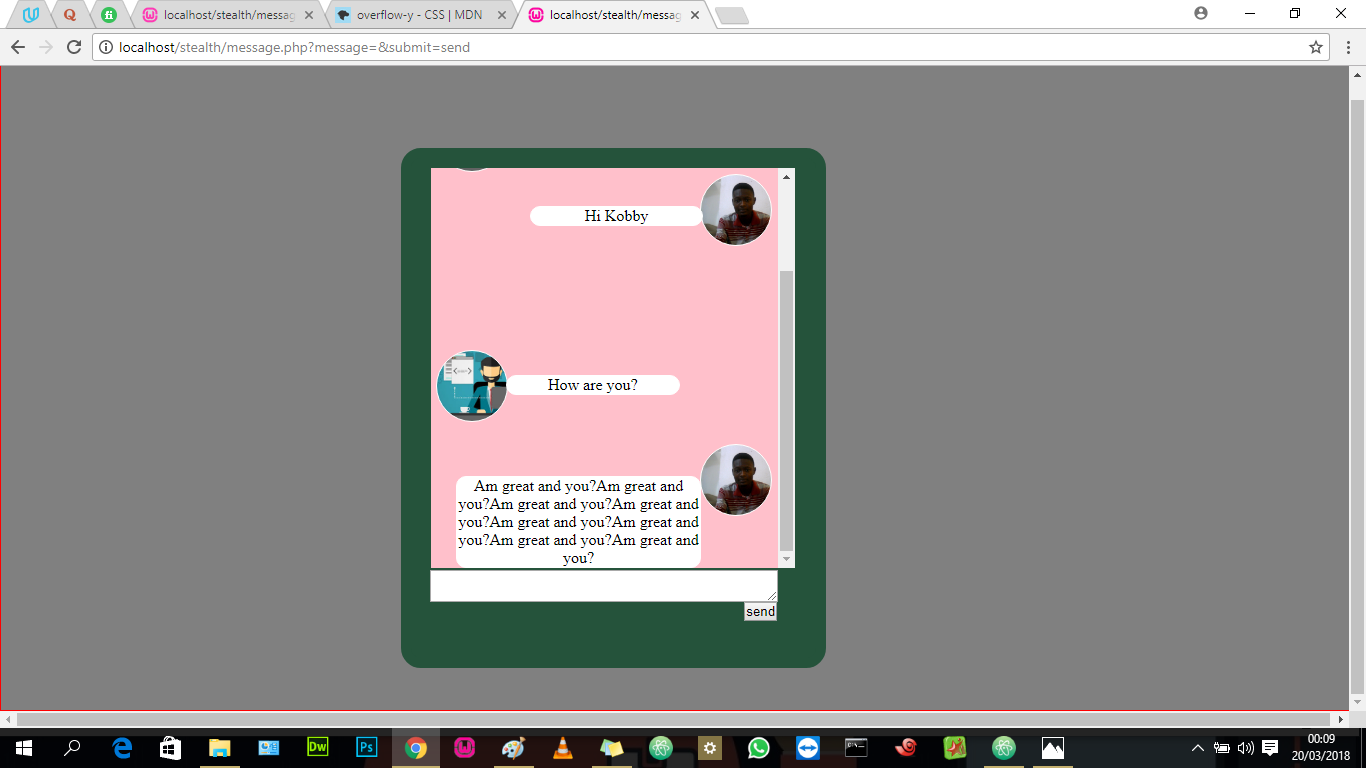 localhost/stealth/messag
overflow-y - CSS | MDN
localhost/stealth/messag
localhost/stealth/message.php?message=&submit=send
Hi Kobby
How are you?
Am great and you?Am great and
you?Am great and you?Am great and
you?Am great and you?Am great and
you?Am great and you?Am great and
you?
send
Dw
Ps
00:09
20/03/2018